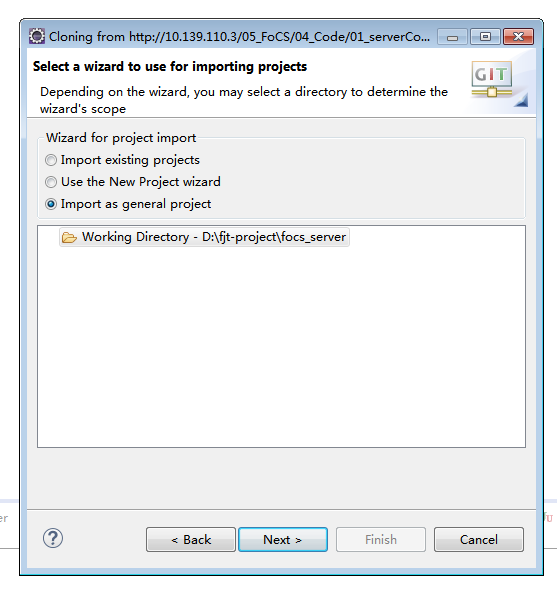 Cloning from http://10.139.110.3/05_FoCS/04_Code/01_serverCo...
Select a wizard to use for importing projects
Depending on the wizard, you may select a directory to determine the
wizard's scope
GIT
Wizard for project import
Import existing projects
Use the New Project wizard
Import as general project
Working Directory - D:\fjt-project\focs_server
er
?
< Back
Next >
Finish
Cancel